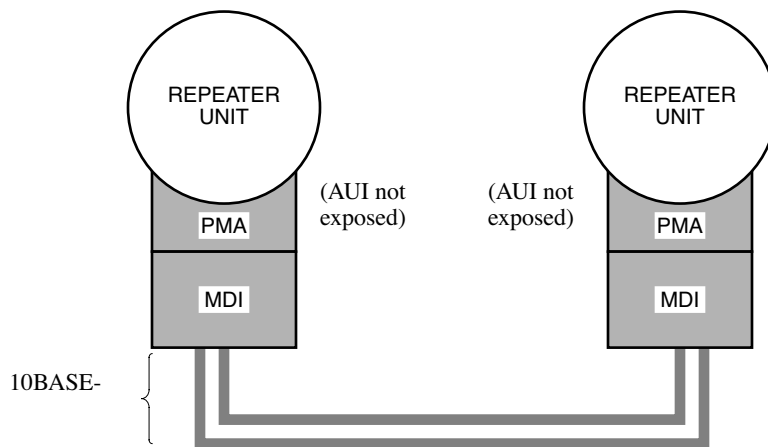 REPEATER
UNIT
REPEATER
UNIT
(AUI not
exposed)
(AUI not
exposed)
PMA
PMA
MDI
MDI
10BASE-